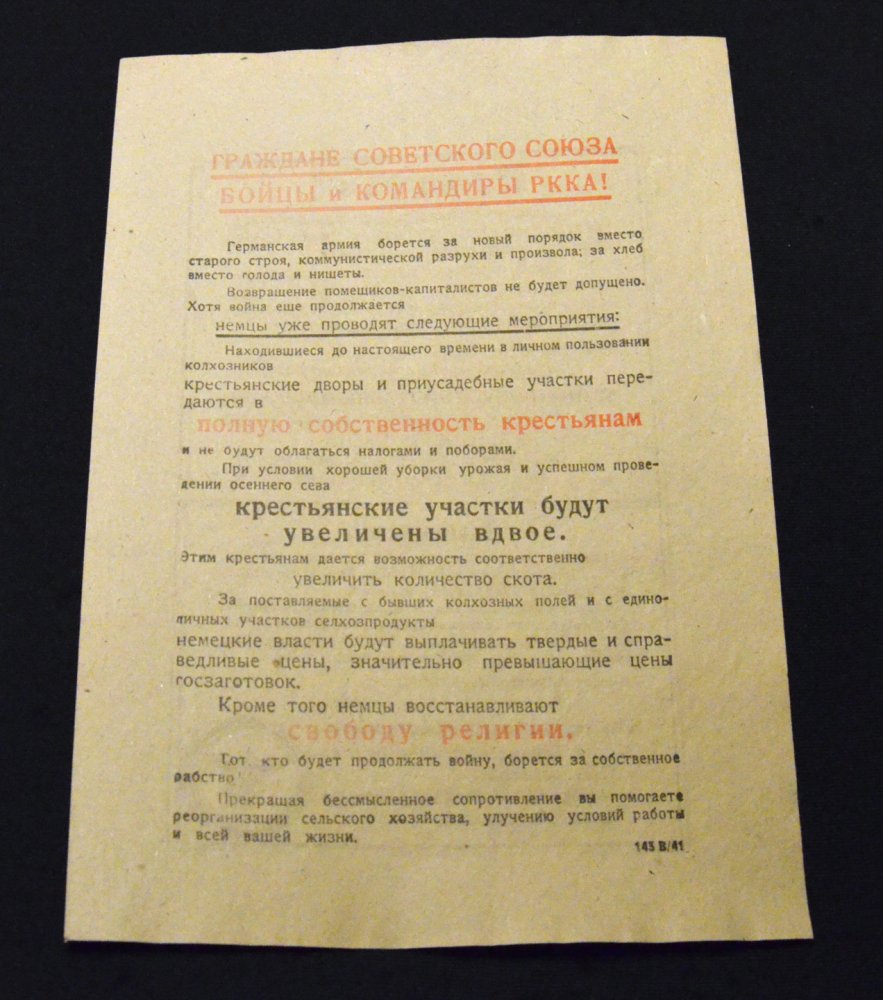 ГРАЖДАНЕ СОВЕТСКОГО СОЮЗА
БОЙЦЫ и КОМАНДИРЫ РККА!
Германская армия борется за новый порядок вместо
старого строя, коммунистической разрухи и произвола; за хлеб
вместо голода и нищеты.
Возвращение помещиков-капиталистов не будет допущено.
Хотя война еще продолжается
немцы уже проводят следующие мероприятия:
Находившиеся до настоящего времени в личном пользовании
колхозников
крестьянские дворы и приусадебные участки пере-
даются в
полную собственность крестьянам
и не будут облагаться налогами и поборами.
При условии хорошей уборки урожая и успешном прове-
дении осеннего сева
крестьянские участки будут
увеличены вдвое.
Этим крестьянам дается возможность соответственно
увеличить количество скота.
За поставляемые с бывших колхозных полей и с едино-
личных участков селхозпродукты
немецкие власти будут выплачивать твердые и спра-
ведливые цены, значительно превышающие цены
госзаготовок.
Кроме того немцы восстанавливают
свободу религии.
Тот, кто будет продолжать войну, борется за собственное
рабство!
Прекращая бессмысленное сопротивление вы помогаете
реорганизации сельского хозяйства, улучению условий работы
и всей вашей жизни.
143 В/41